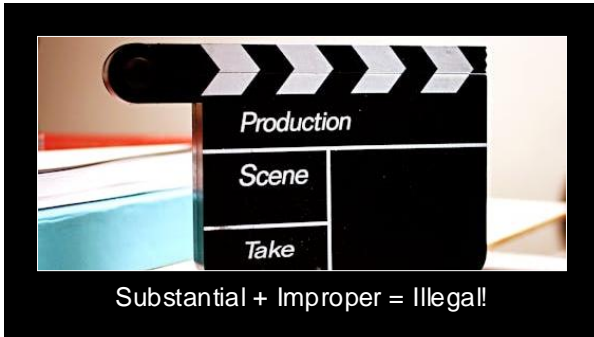 Production
Scene
Take
Substantial + Improper = Illegal!